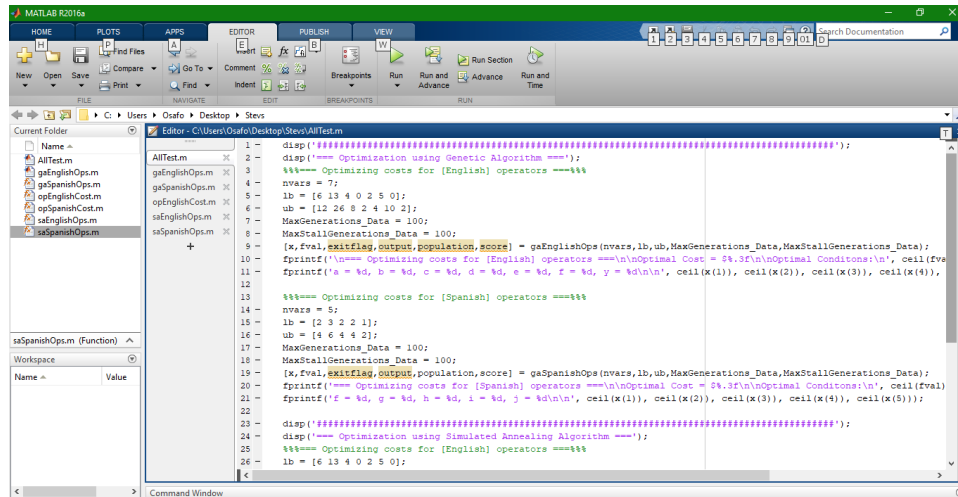 MATLAB R2016a
HOME PLOTS APPS EDITOR PUBLISH VIEW
H P A E B W
1 2 3 4 5 6 7 8 9 01 D
Search Documentation
New Open Save Find Files Compare Print
Go To Find
Insert fx Comment % Indent
Breakpoints Run Run and Advance Run Section Advance Run and Time
FILE NAVIGATE EDIT BREAKPOINTS RUN
C: Users Osafo Desktop Stevs
Current Folder
Name
AllTest.m
gaEnglishOps.m
gaSpanishOps.m
opEnglishCost.m
opSpanishCost.m
saEnglishOps.m
saSpanishOps.m
saSpanishOps.m (Function)
Workspace
Name Value
Editor - C:\Users\Osafo\Desktop\Stevs\AllTest.m
T
AllTest.m
gaEnglishOps.m
gaSpanishOps.m
opEnglishCost.m
saEnglishOps.m
saSpanishOps.m
+
1 - disp('########################################################################################');
2 - disp('=== Optimization using Genetic Algorithm ===');
3 %%%=== Optimizing costs for [English] operators ===%%%
4 - nvars = 7;
5 - lb = [6 13 4 0 2 5 0];
6 - ub = [12 26 8 2 4 10 2];
7 - MaxGenerations_Data = 100;
8 - MaxStallGenerations_Data = 100;
9 - [x,fval,exitflag,output,population,score] = gaEnglishOps(nvars,lb,ub,MaxGenerations_Data,MaxStallGenerations_Data);
10 - fprintf('\n=== Optimizing costs for [English] operators ===\n\nOptimal Cost = $%.3f\n\nOptimal Conditons:\n', ceil(fva
11 - fprintf('a = %d, b = %d, c = %d, d = %d, e = %d, f = %d, y = %d\n\n', ceil(x(1)), ceil(x(2)), ceil(x(3)), ceil(x(4)),
12
13 %%%=== Optimizing costs for [Spanish] operators ===%%%
14 - nvars = 5;
15 - lb = [2 3 2 2 1];
16 - ub = [4 6 4 4 2];
17 - MaxGenerations_Data = 100;
18 - MaxStallGenerations_Data = 100;
19 - [x,fval,exitflag,output,population,score] = gaSpanishOps(nvars,lb,ub,MaxGenerations_Data,MaxStallGenerations_Data);
20 - fprintf('=== Optimizing costs for [Spanish] operators ===\n\nOptimal Cost = $%.3f\n\nOptimal Conditons:\n', ceil(fval)
21 - fprintf('f = %d, g = %d, h = %d, i = %d, j = %d\n\n', ceil(x(1)), ceil(x(2)), ceil(x(3)), ceil(x(4)), ceil(x(5)));
22
23 - disp('########################################################################################');
24 - disp('=== Optimization using Simulated Annealing Algorithm ===');
25 %%%=== Optimizing costs for [English] operators ===%%%
26 - lb = [6 13 4 0 2 5 0];
Command Window